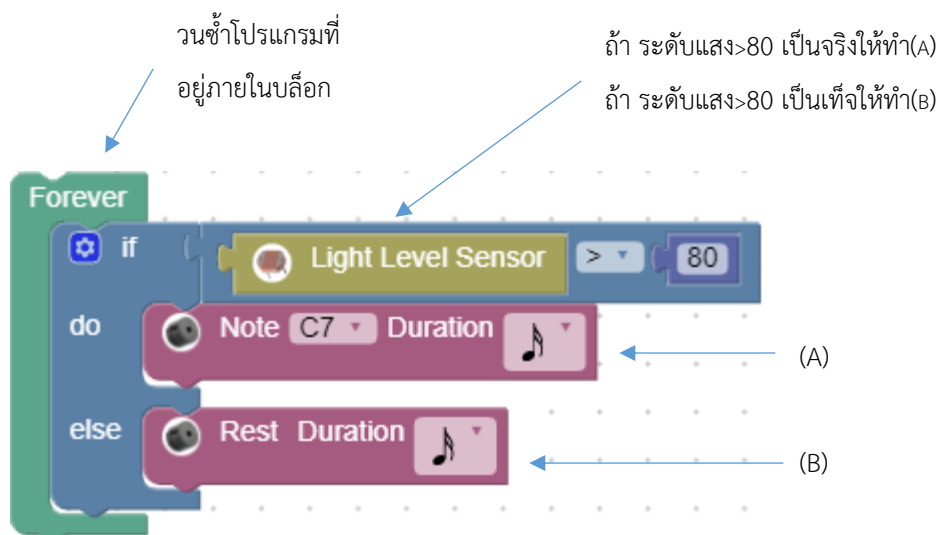 วนซ้ำโปรแกรมที่
อยู่ภายในบล็อก
ถ้า ระดับแสง>80 เป็นจริงให้ทำ(A)
ถ้า ระดับแสง>80 เป็นเท็จให้ทำ(B)
Forever
if Light Level Sensor > 80
do Note C7 Duration
(A)
else Rest Duration
(B)